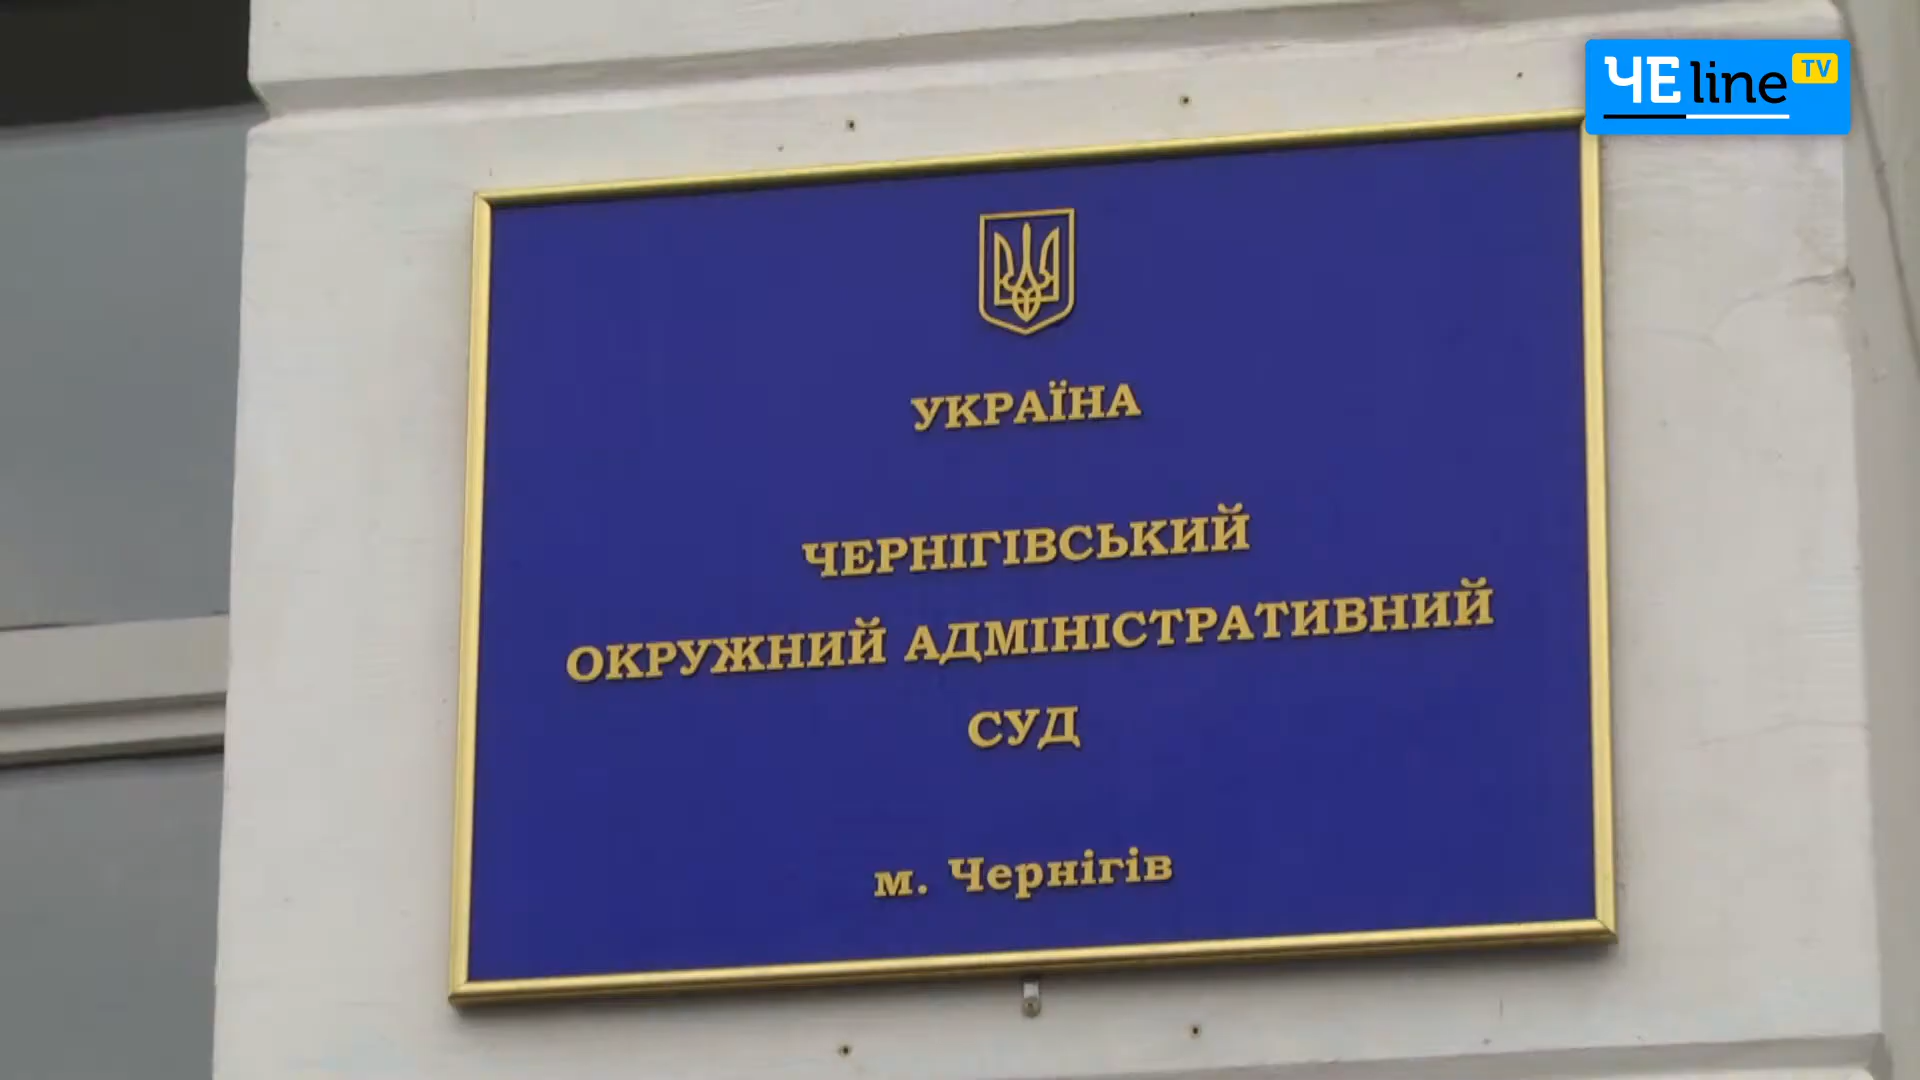 ЧЕline TV
УКРАЇНА
ЧЕРНІГІВСЬКИЙ
ОКРУЖНИЙ АДМІНІСТРАТИВНИЙ
СУД
м. Чернігів